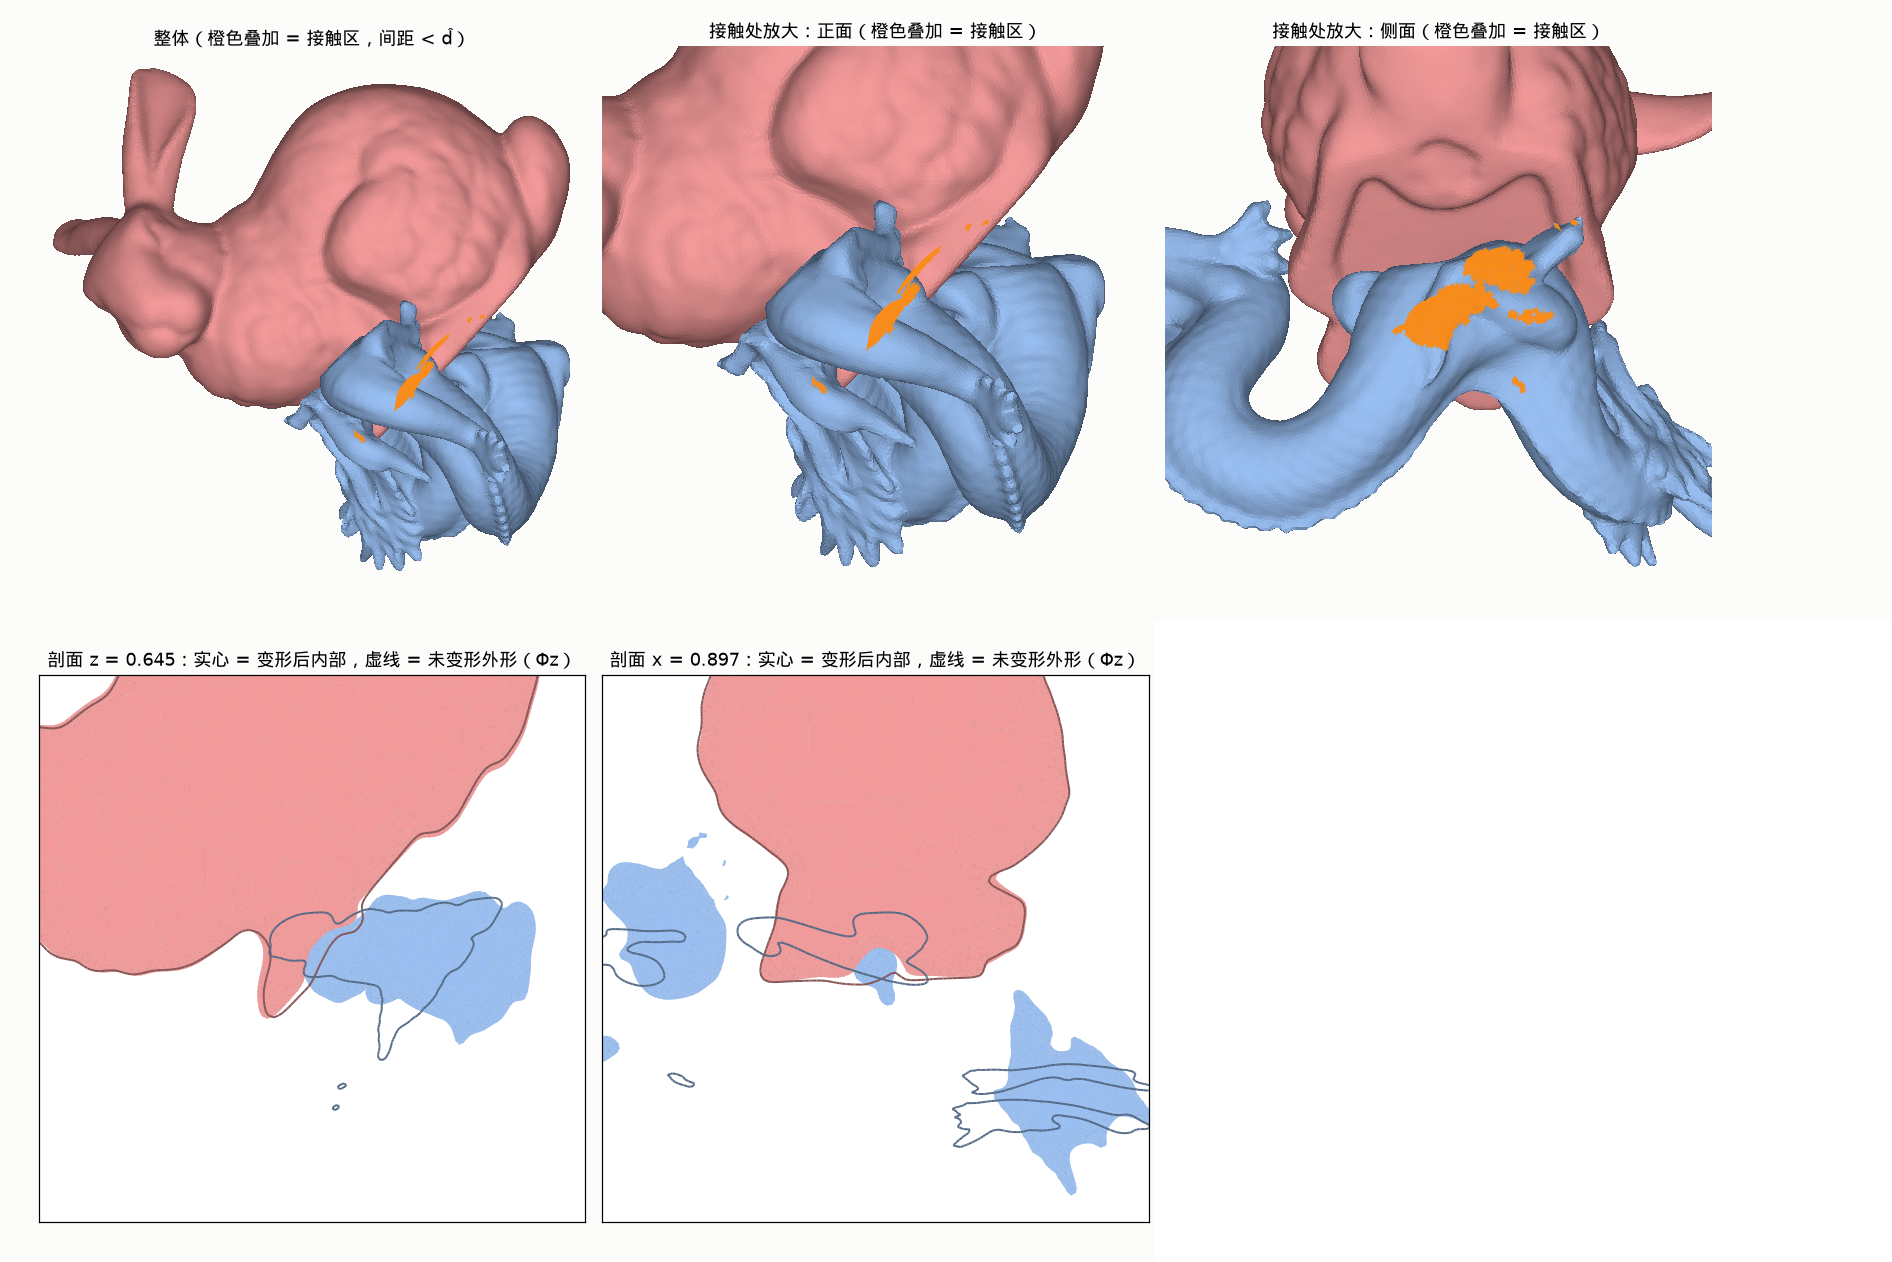 整体（橙色叠加 = 接触区，间距 < d̂）
接触处放大：正面（橙色叠加 = 接触区）
接触处放大：侧面（橙色叠加 = 接触区）
剖面 z = 0.645：实心 = 变形后内部，虚线 = 未变形外形（Φz）
剖面 x = 0.897：实心 = 变形后内部，虚线 = 未变形外形（Φz）